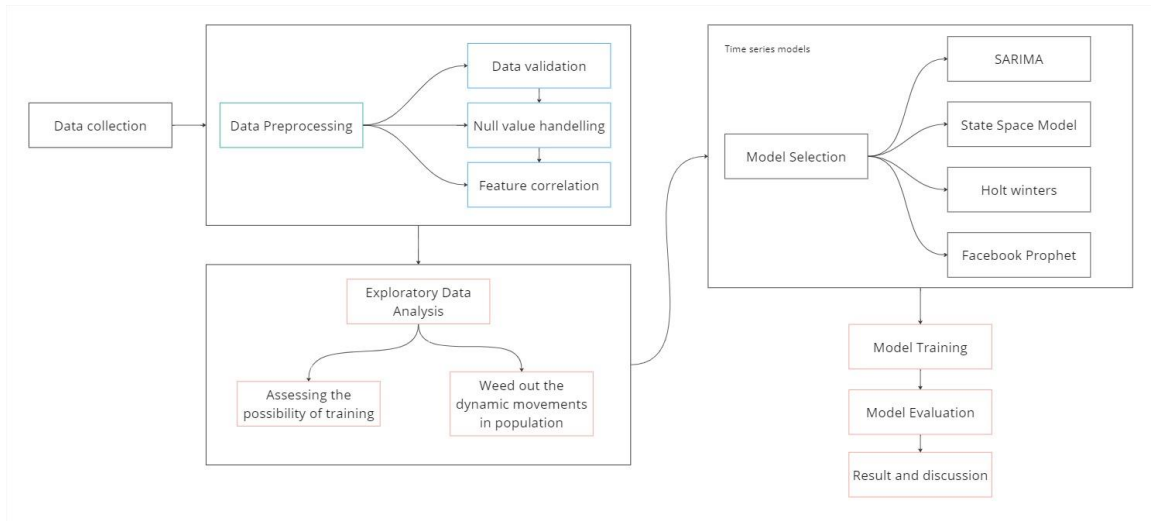 Data collection
Data Preprocessing
Data validation
Null value handelling
Feature correlation
Exploratory Data
Analysis
Assessing the
possibility of training
Weed out the
dynamic movements
in population
Time series models
Model Selection
SARIMA
State Space Model
Holt winters
Facebook Prophet
Model Training
Model Evaluation
Result and discussion